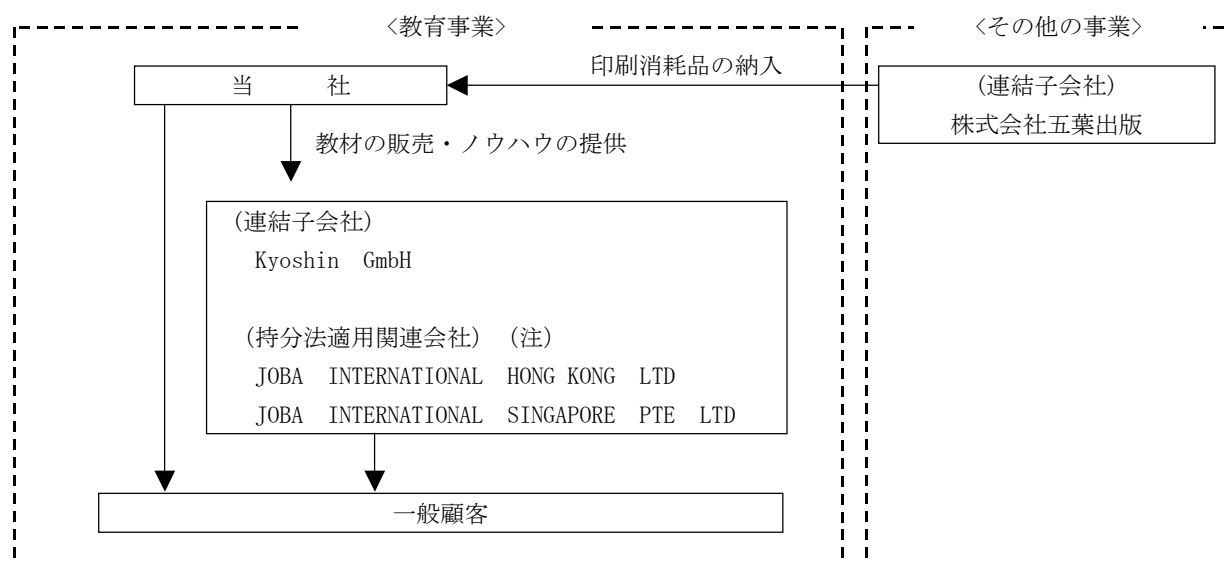 <教育事業>
<その他の事業>
印刷消耗品の納入
当 社
(連結子会社)
株式会社五葉出版
教材の販売・ノウハウの提供
(連結子会社)
Kyoshin GmbH
(持分法適用関連会社) (注)
JOBA INTERNATIONAL HONG KONG LTD
JOBA INTERNATIONAL SINGAPORE PTE LTD
一般顧客